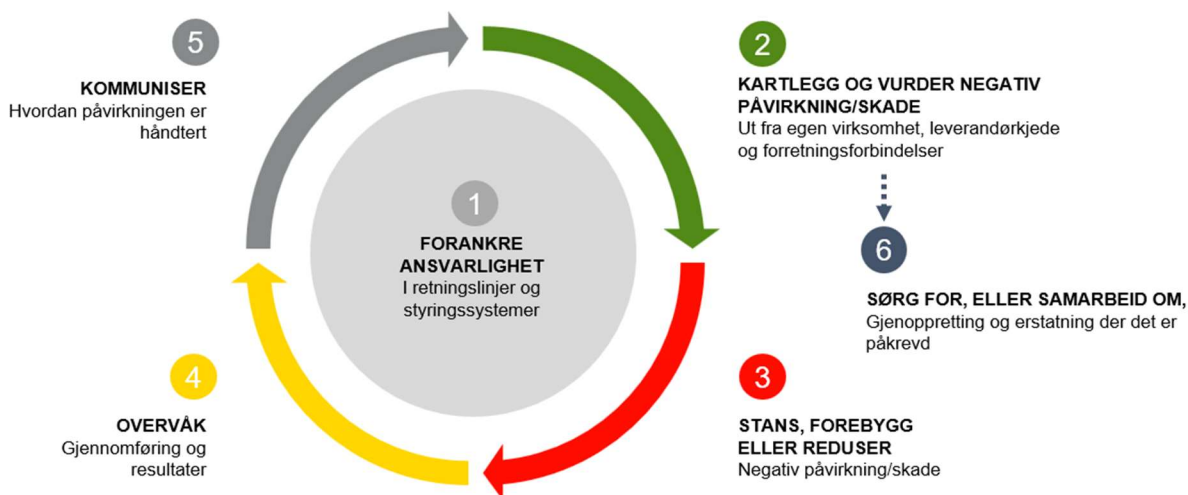 1
FORANKRE
ANSVARLIGHET
I retningslinjer og
styringssystemer
2
KARTLEGG OG VURDER NEGATIV
PÅVIRKNING/SKADE
Ut fra egen virksomhet, leverandørkjede
og forretningsforbindelser
3
STANS, FOREBYGG
ELLER REDUSER
Negativ påvirkning/skade
4
OVERVÅK
Gjennomføring og
resultater
5
KOMMUNISER
Hvordan påvirkningen er
håndtert
6
SØRG FOR, ELLER SAMARBEID OM,
Gjenoppretting og erstatning der det er
påkrevd